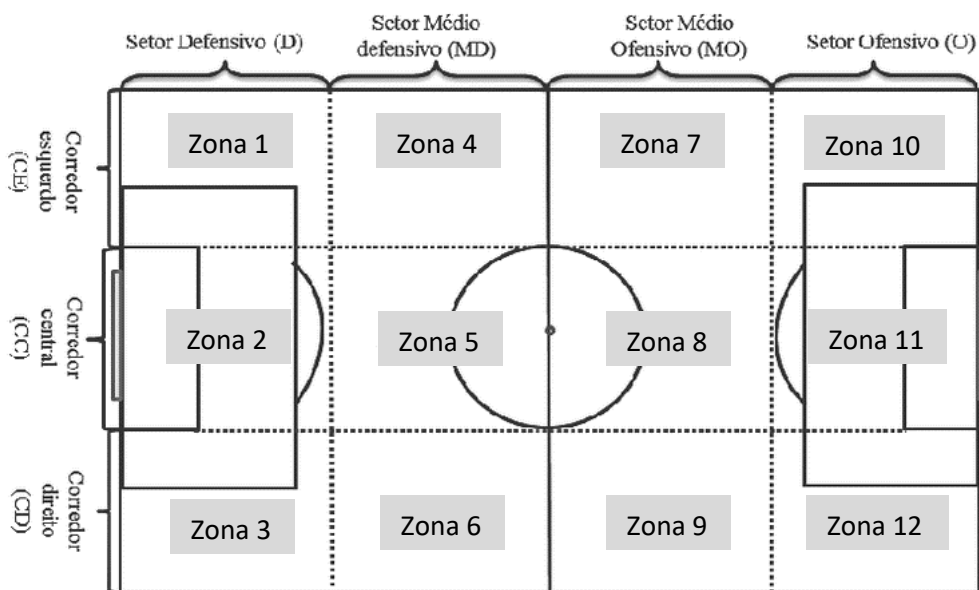 Setor Defensivo (D)
Setor Médio
defensivo (MD)
Setor Médio
Ofensivo (MO)
Setor Ofensivo (O)
Corredor
esquerdo
(CE)
Zona 1
Zona 4
Zona 7
Zona 10
Corredor
central
(CC)
Zona 2
Zona 5
Zona 8
Zona 11
Corredor
direito
(CD)
Zona 3
Zona 6
Zona 9
Zona 12